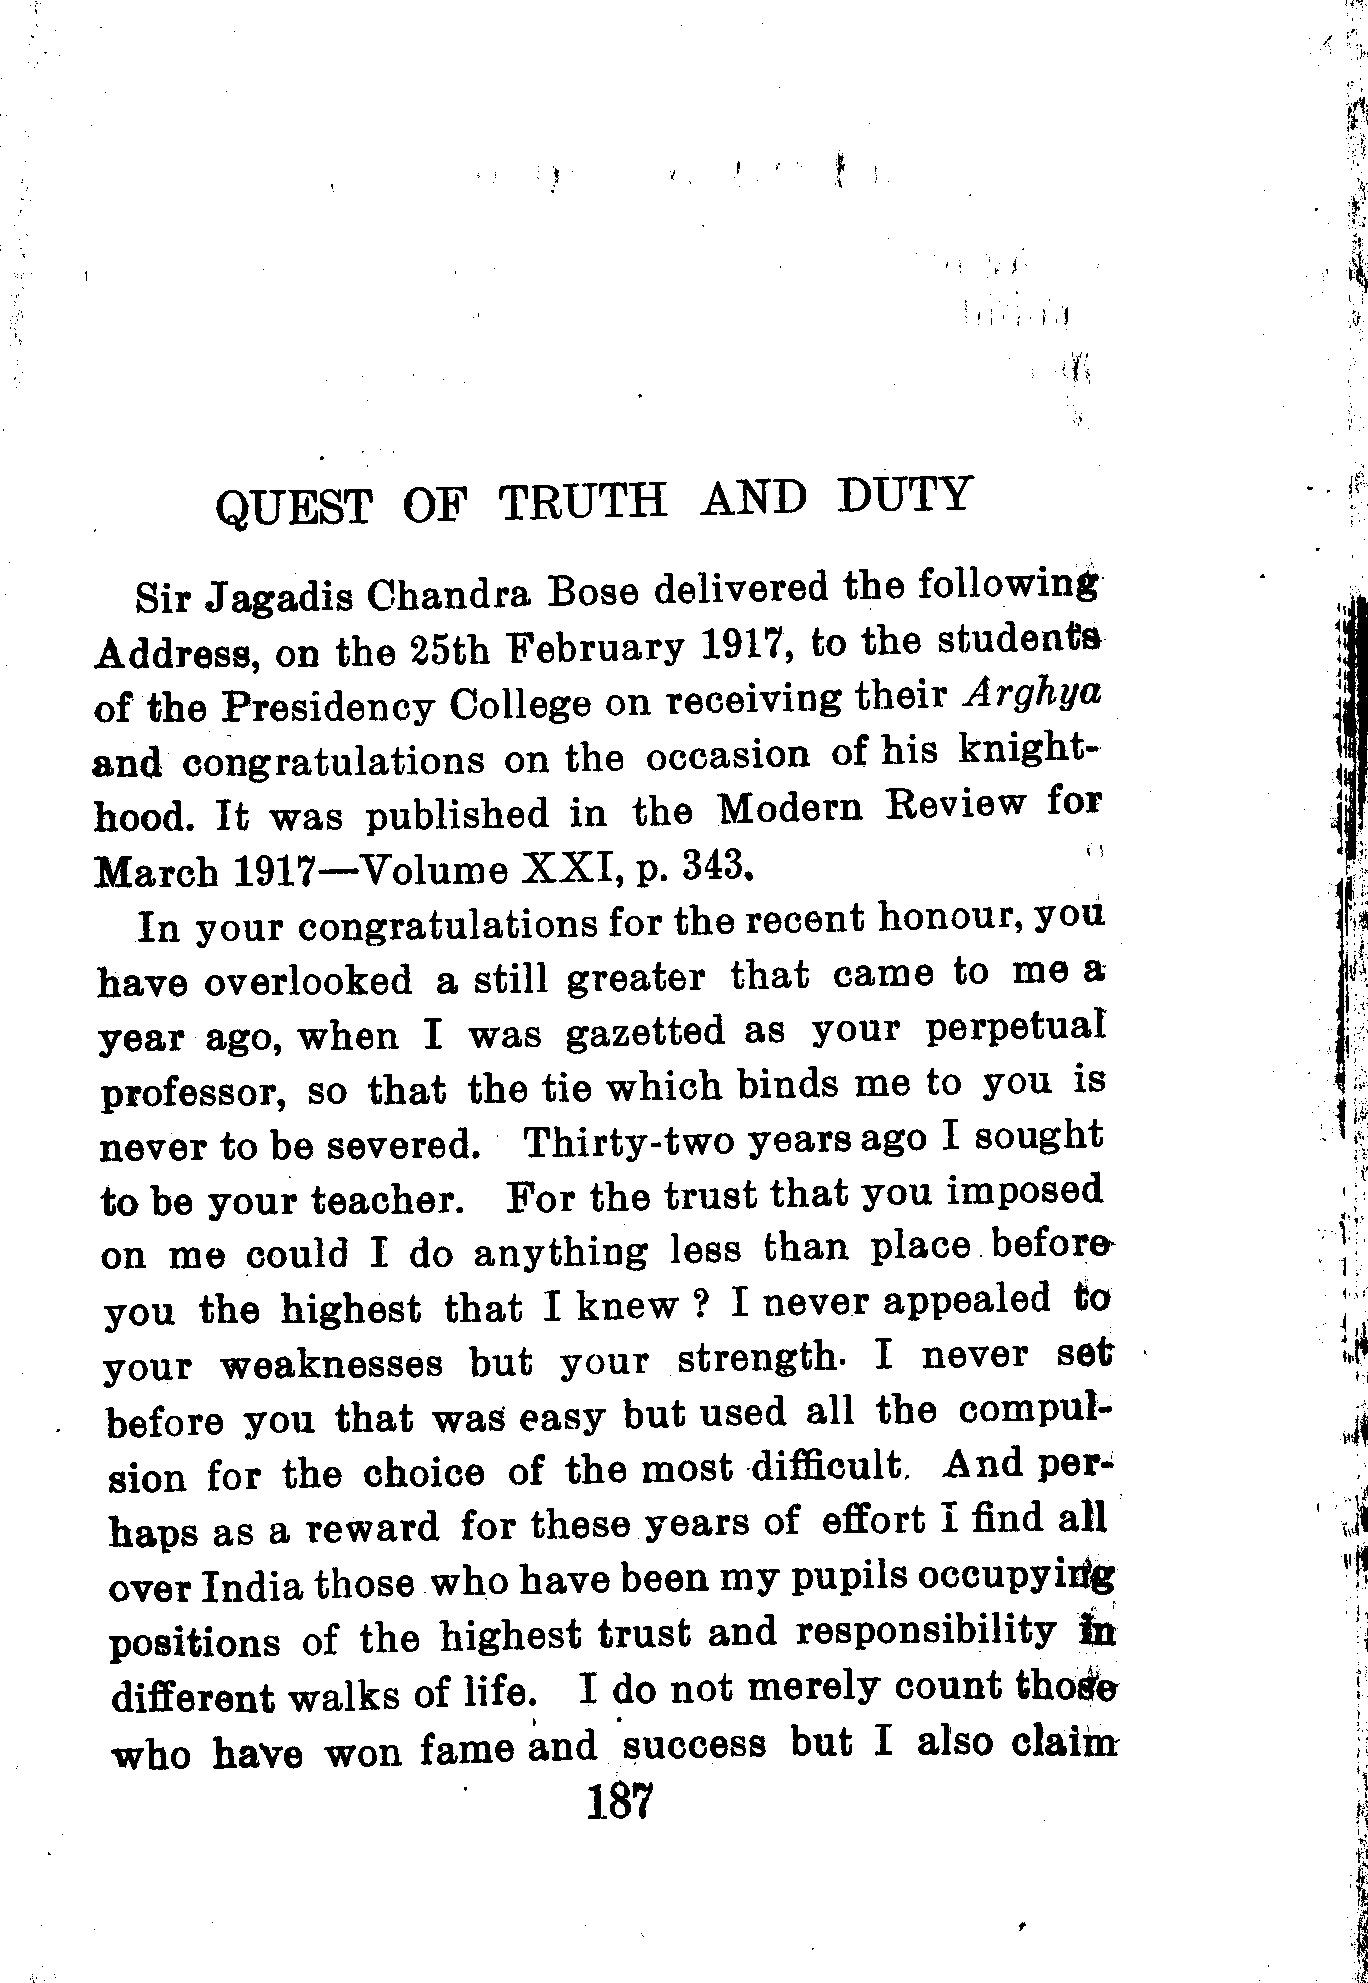 QUEST OF TRUTH AND DUTY
Sir Jagadis Chandra Bose delivered the following
Address, on the 25th February 1917, to the students
of the Presidency College on receiving their Arghya
and congratulations on the occasion of his knight-
hood. It was published in the Modern Review for
March 1917—Volume XXI, p. 343.
In your congratulations for the recent honour, you
have overlooked a still greater that came to me a
year ago, when I was gazetted as your perpetual
professor, so that the tie which binds me to you is
never to be severed. Thirty-two years ago I sought
to be your teacher. For the trust that you imposed
on me could I do anything less than place before
you the highest that I knew ? I never appealed to
your weaknesses but your strength. I never set
before you that was easy but used all the compul-
sion for the choice of the most difficult. And per-
haps as a reward for these years of effort I find all
over India those who have been my pupils occupying
positions of the highest trust and responsibility in
different walks of life. I do not merely count those
who have won fame and success but I also claim
187